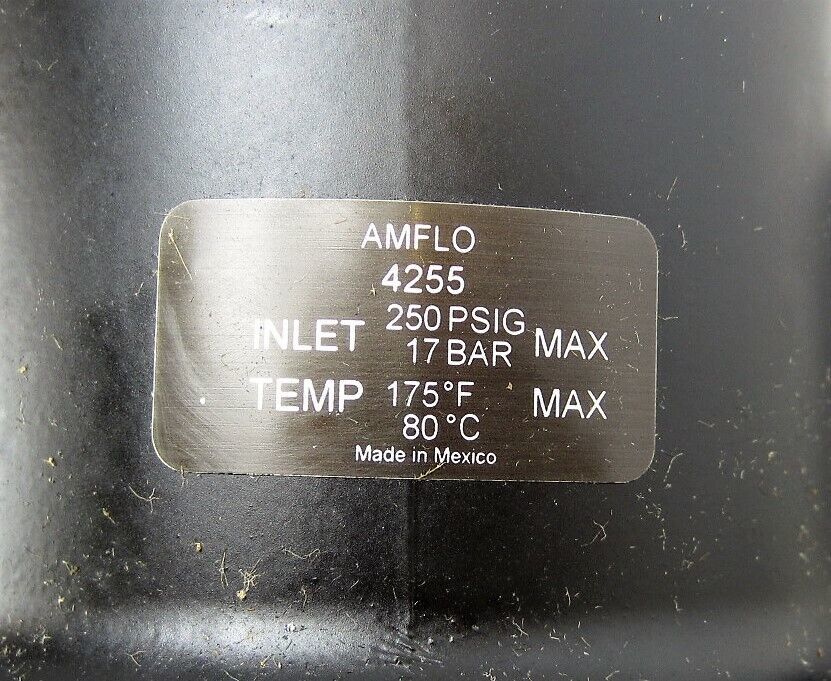 AMFLO
4255
INLET 250 PSIG MAX
17 BAR
TEMP 175°F MAX
80°C
Made in Mexico